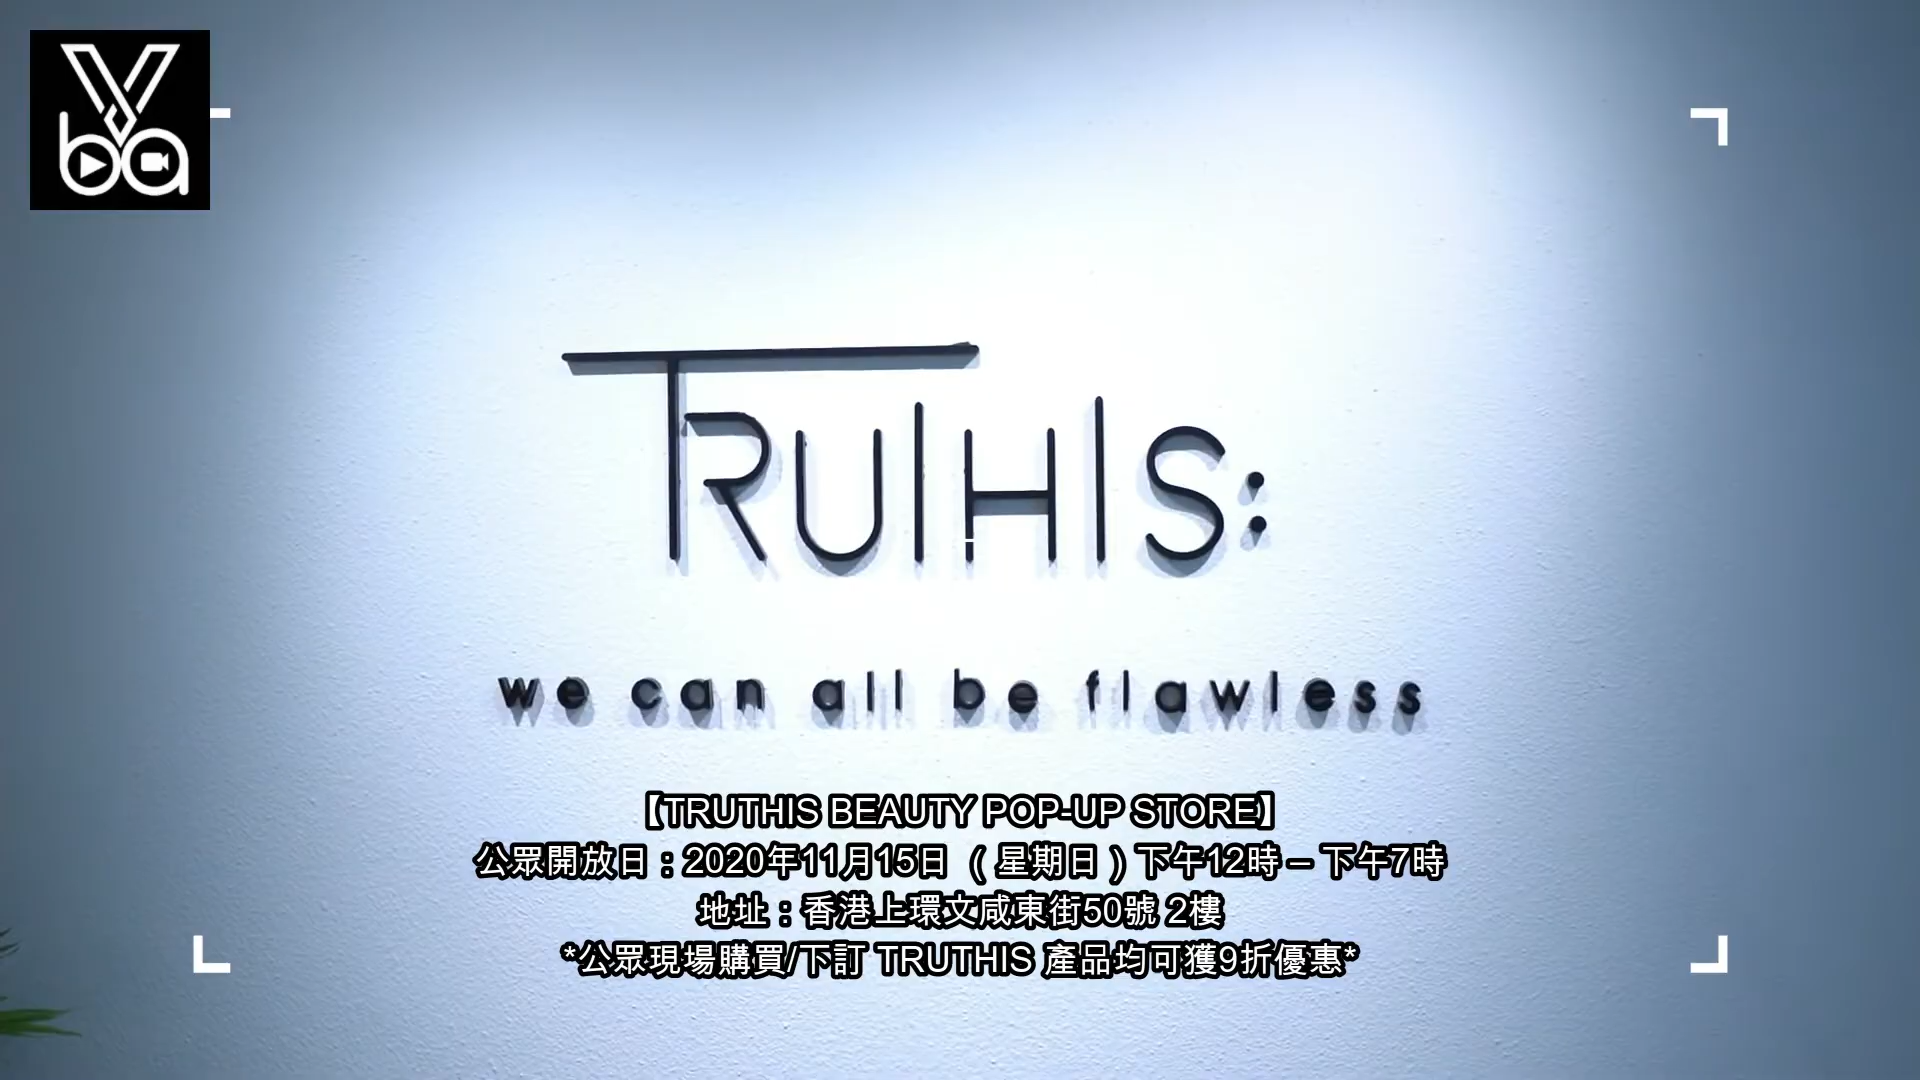 Vba
TRUTHIS:
we can all be flawless
【TRUTHIS BEAUTY POP-UP STORE】
公眾開放日：2020年11月15日 （星期日）下午12時 – 下午7時
地址：香港上環文咸東街50號 2樓
*公眾現場購買/下訂 TRUTHIS 產品均可獲9折優惠*